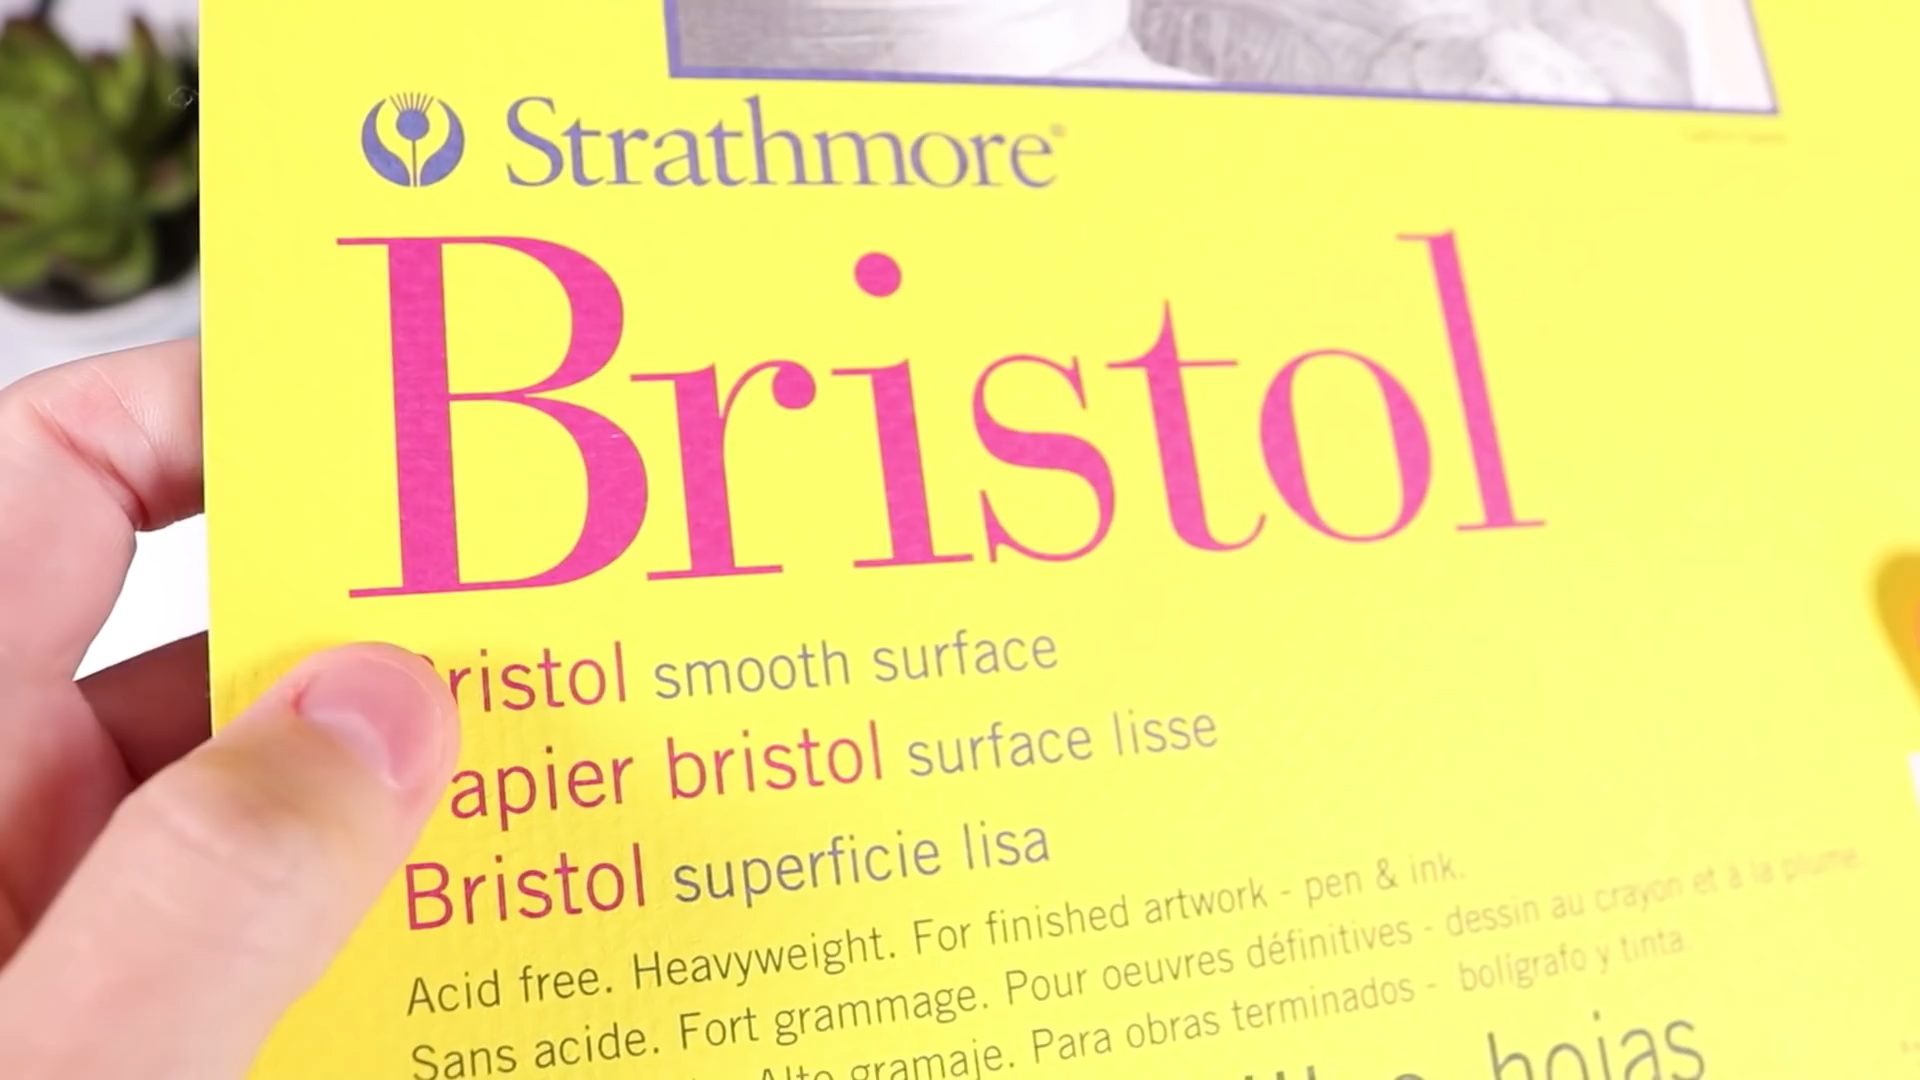 Strathmore®
Bristol
ristol smooth surface
apier bristol surface lisse
Bristol superficie lisa
Acid free. Heavyweight. For finished artwork - pen & ink.
Sans acide. Fort grammage. Pour oeuvres définitives - dessin au crayon et à la plume
Alto gramaje. Para obras terminados - bolígrafo y tinta.
hojas